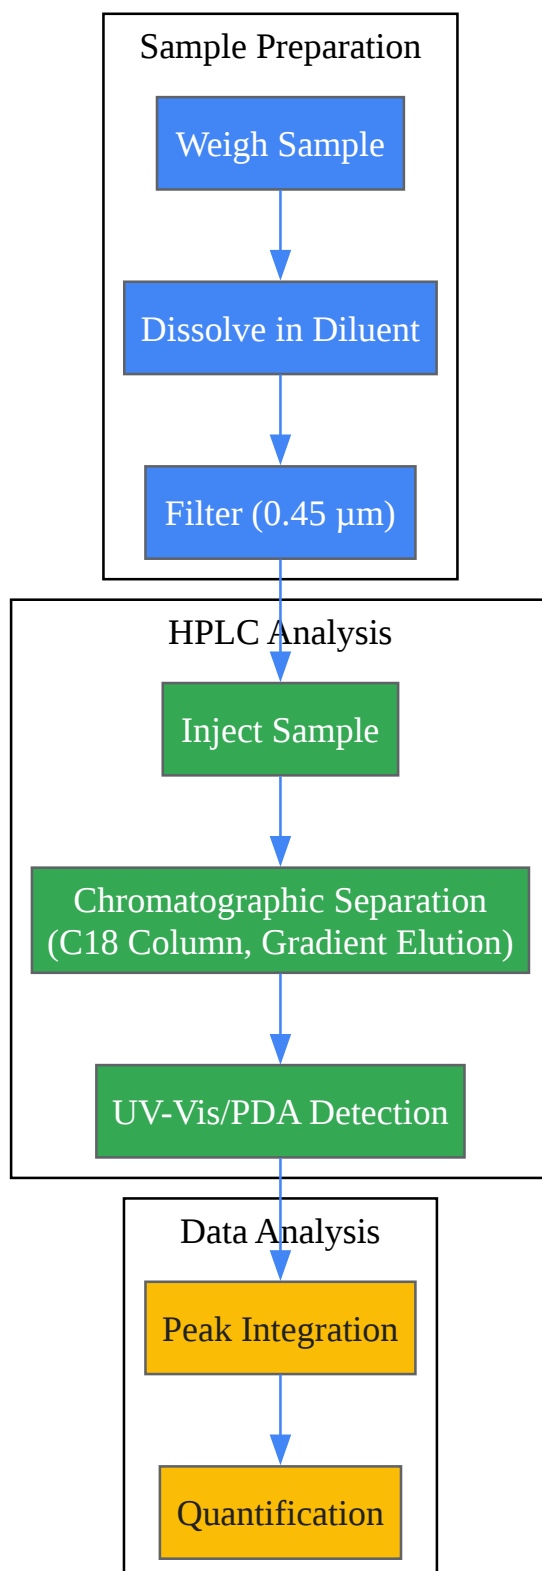 Sample Preparation
Weigh Sample
Dissolve in Diluent
Filter (0.45 µm)
HPLC Analysis
Inject Sample
Chromatographic Separation
(C18 Column, Gradient Elution)
UV-Vis/PDA Detection
Data Analysis
Peak Integration
Quantification